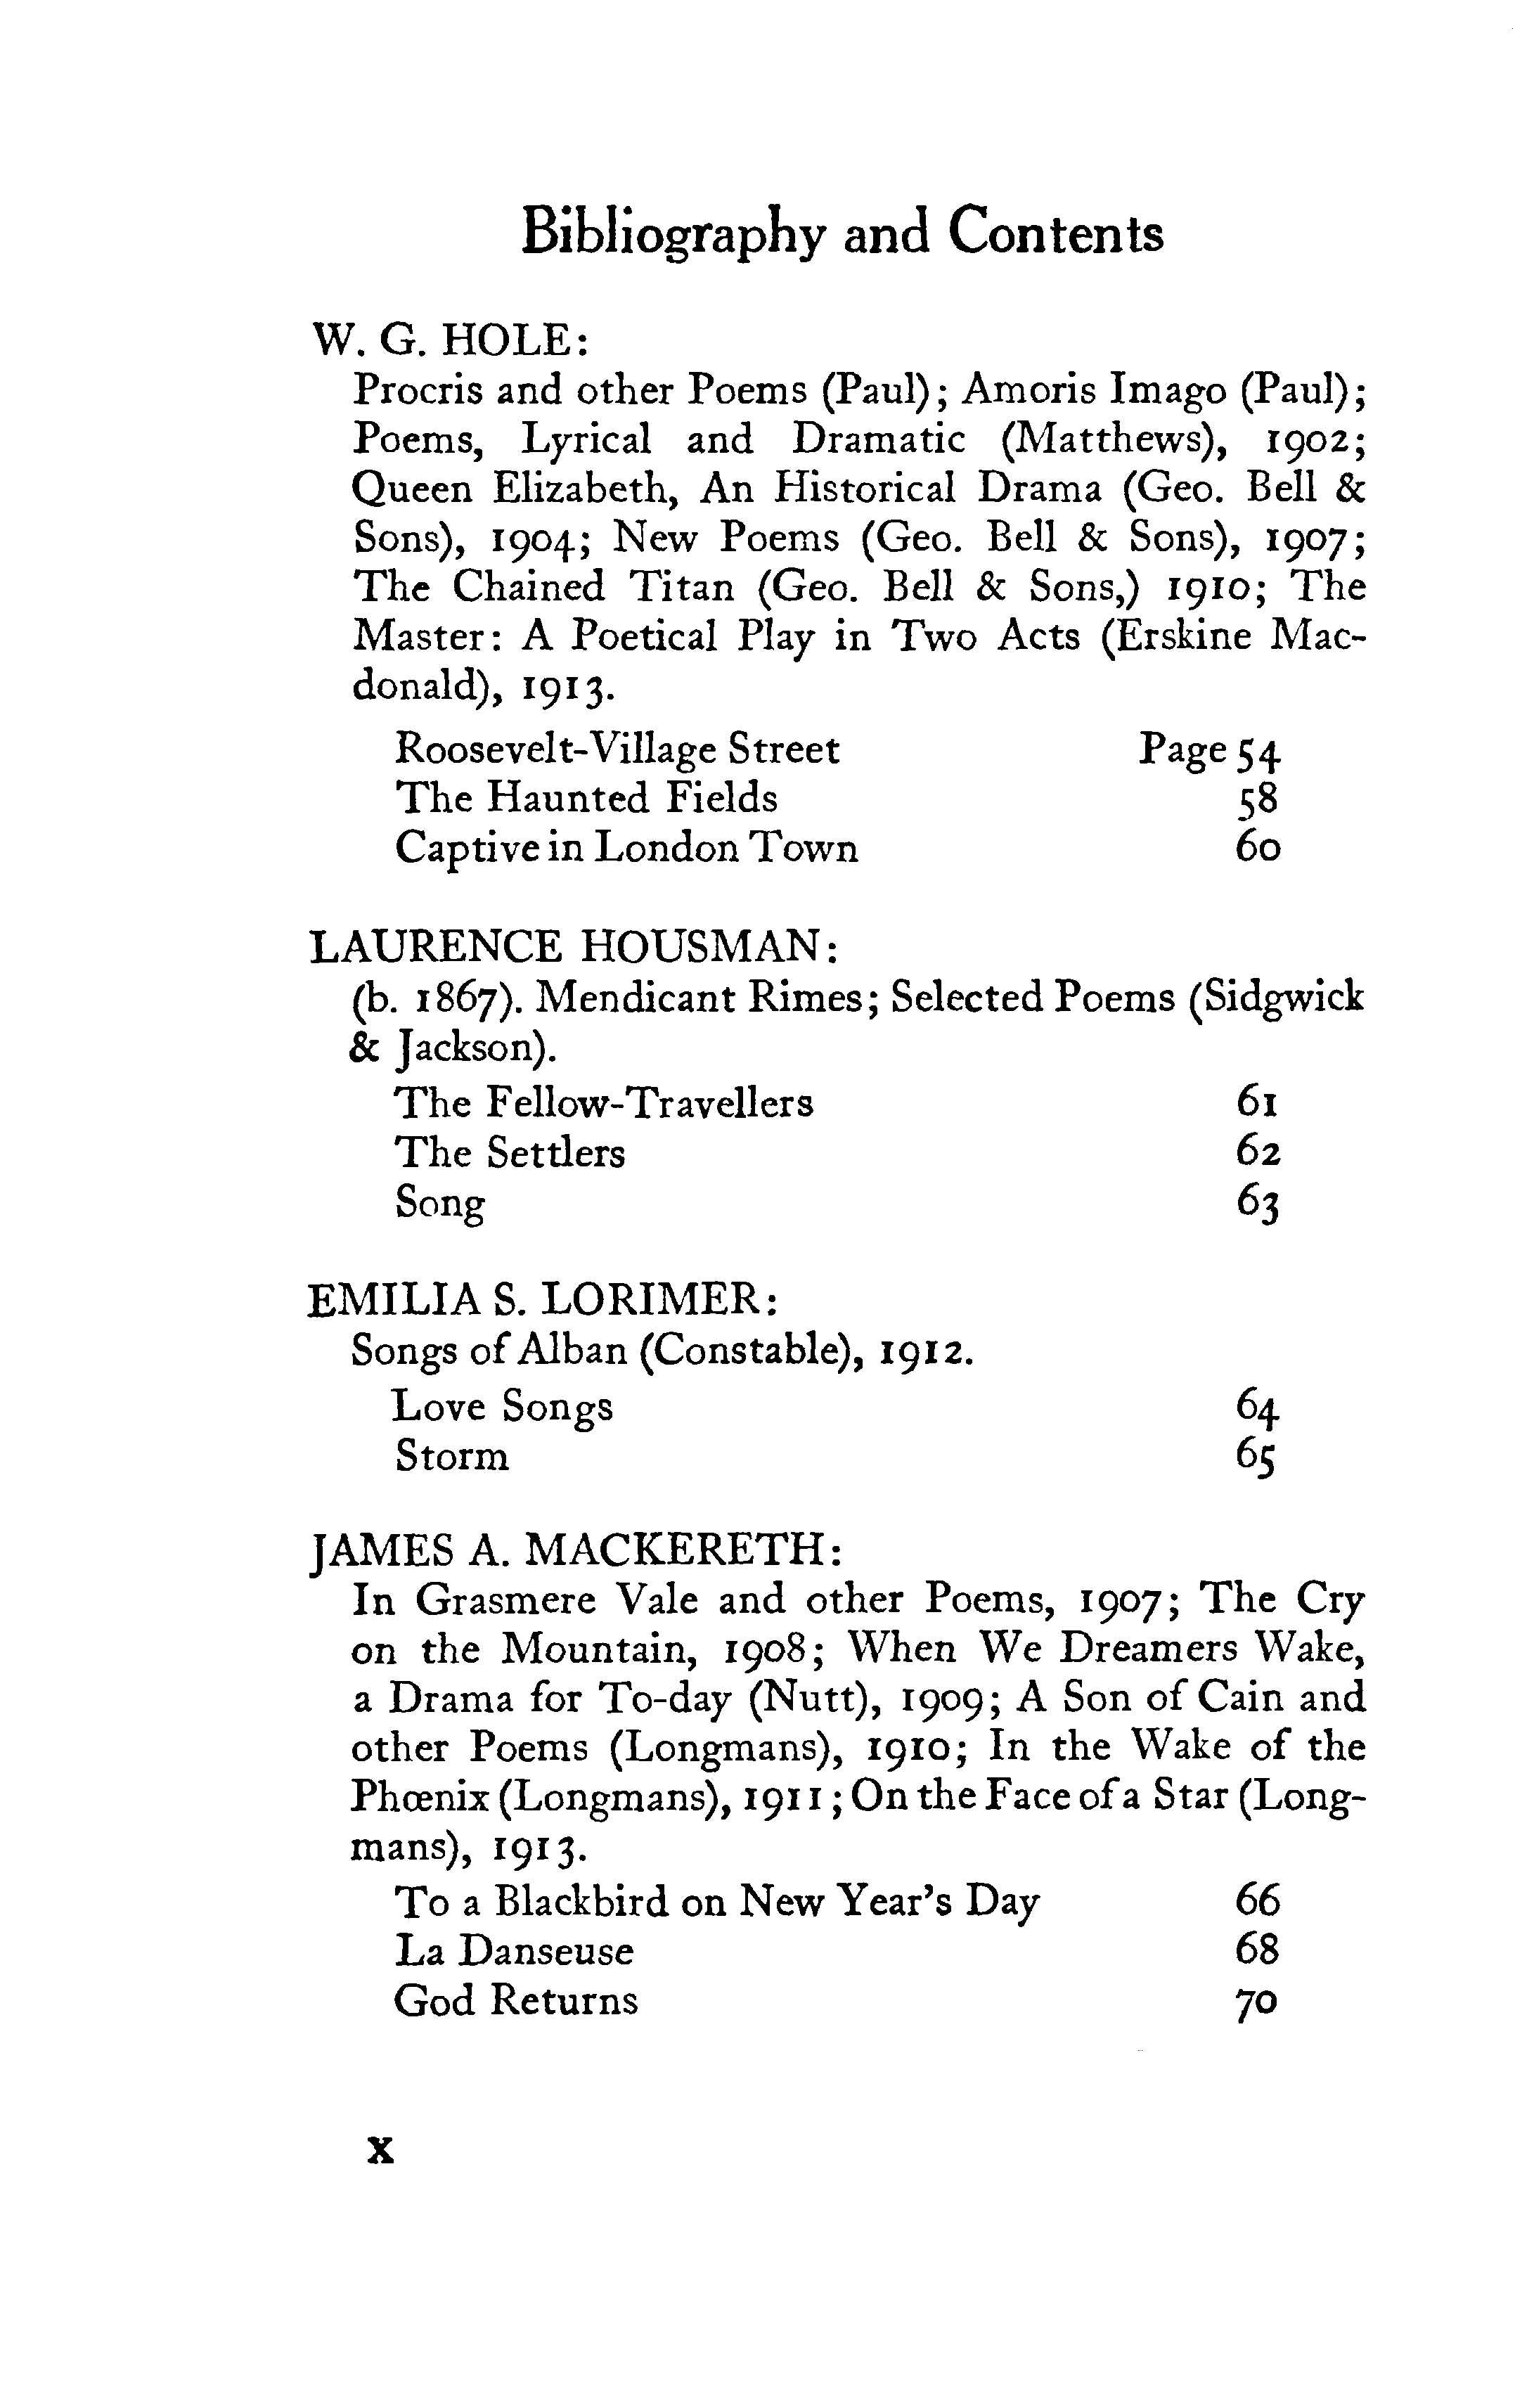 Bibliography and Contents
W. G. HOLE:
Procris and other Poems (Paul); Amoris Imago (Paul);
Poems, Lyrical and Dramatic (Matthews), 1902;
Queen Elizabeth, An Historical Drama (Geo. Bell &
Sons), 1904; New Poems (Geo. Bell & Sons), 1907;
The Chained Titan (Geo. Bell & Sons,) 1910; The
Master: A Poetical Play in Two Acts (Erskine Mac-
donald), 1913.
Roosevelt-Village Street Page 54
The Haunted Fields 58
Captive in London Town 60
LAURENCE HOUSMAN:
(b. 1867). Mendicant Rimes; Selected Poems (Sidgwick
& Jackson).
The Fellow-Travellers 61
The Settlers 62
Song 63
EMILIA S. LORIMER:
Songs of Alban (Constable), 1912.
Love Songs 64
Storm 65
JAMES A. MACKERETH:
In Grasmere Vale and other Poems, 1907; The Cry
on the Mountain, 1908; When We Dreamers Wake,
a Drama for To-day (Nutt), 1909; A Son of Cain and
other Poems (Longmans), 1910; In the Wake of the
Phœnix (Longmans), 1911; On the Face of a Star (Long-
mans), 1913.
To a Blackbird on New Year's Day 66
La Danseuse 68
God Returns 70
x